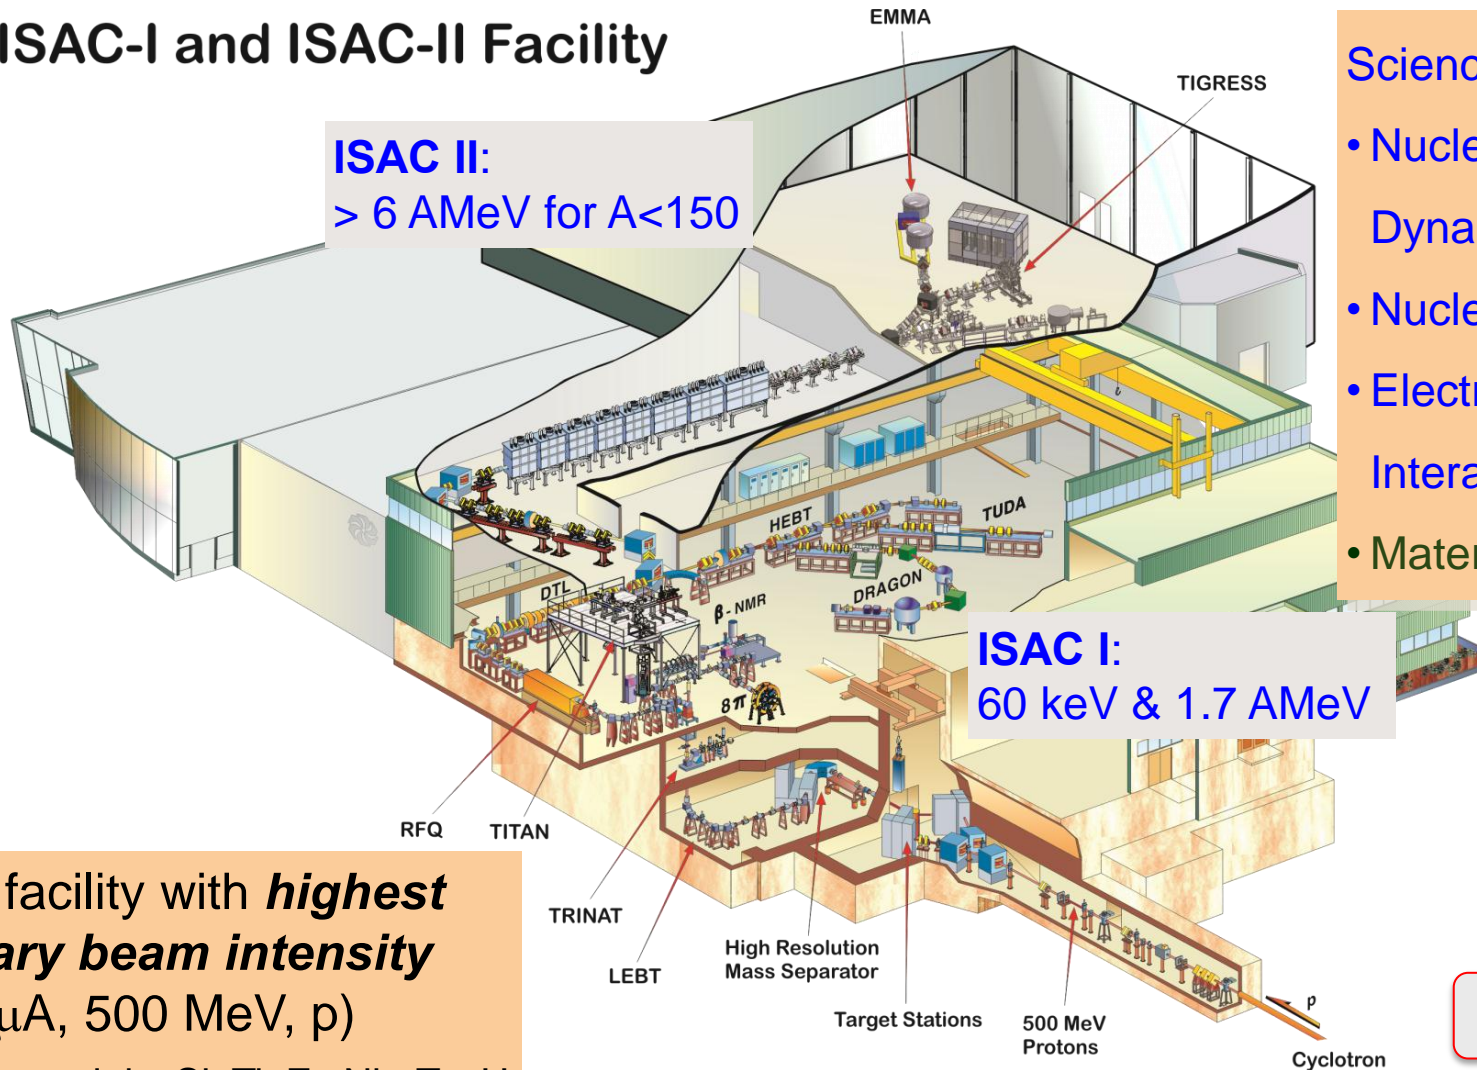 ISAC-I and ISAC-II Facility
EMMA
TIGRESS
ISAC II:
> 6 AMeV for A<150
Scienc
• Nucle
Dyna
• Nucle
• Electr
Intera
• Mater
HEBT
TUDA
DTL
β-NMR
DRAGON
8π
ISAC I:
60 keV & 1.7 AMeV
RFQ
TITAN
TRINAT
LEBT
High Resolution
Mass Separator
Target Stations
500 MeV
Protons
p
Cyclotron
facility with highest
ary beam intensity
μA, 500 MeV, p)